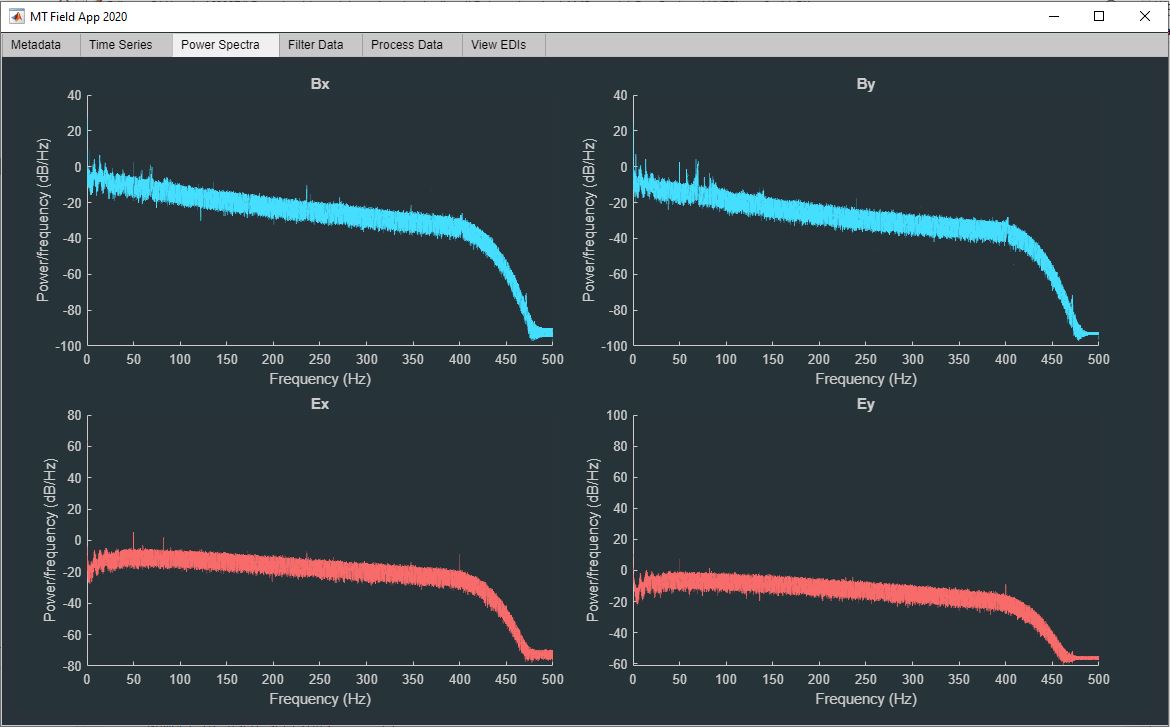 MT Field App 2020
Metadata Time Series Power Spectra Filter Data Process Data View EDIs
Bx
Power/frequency (dB/Hz)
40
20
0
-20
-40
-60
-80
-100
0 50 100 150 200 250 300 350 400 450 500
Frequency (Hz)
By
Power/frequency (dB/Hz)
40
20
0
-20
-40
-60
-80
-100
0 50 100 150 200 250 300 350 400 450 500
Frequency (Hz)
Ex
Power/frequency (dB/Hz)
80
60
40
20
0
-20
-40
-60
-80
0 50 100 150 200 250 300 350 400 450 500
Frequency (Hz)
Ey
Power/frequency (dB/Hz)
100
80
60
40
20
0
-20
-40
-60
0 50 100 150 200 250 300 350 400 450 500
Frequency (Hz)